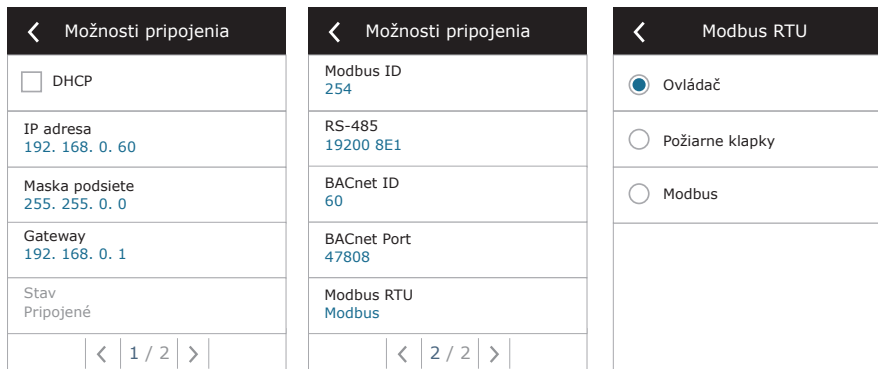 Možnosti pripojenia
DHCP
IP adresa
192. 168. 0. 60
Maska podsiete
255. 255. 0. 0
Gateway
192. 168. 0. 1
Stav
Pripojené
1 / 2
Možnosti pripojenia
Modbus ID
254
RS-485
19200 8E1
BACnet ID
60
BACnet Port
47808
Modbus RTU
Modbus
2 / 2
Modbus RTU
Ovládač
Požiarne klapky
Modbus